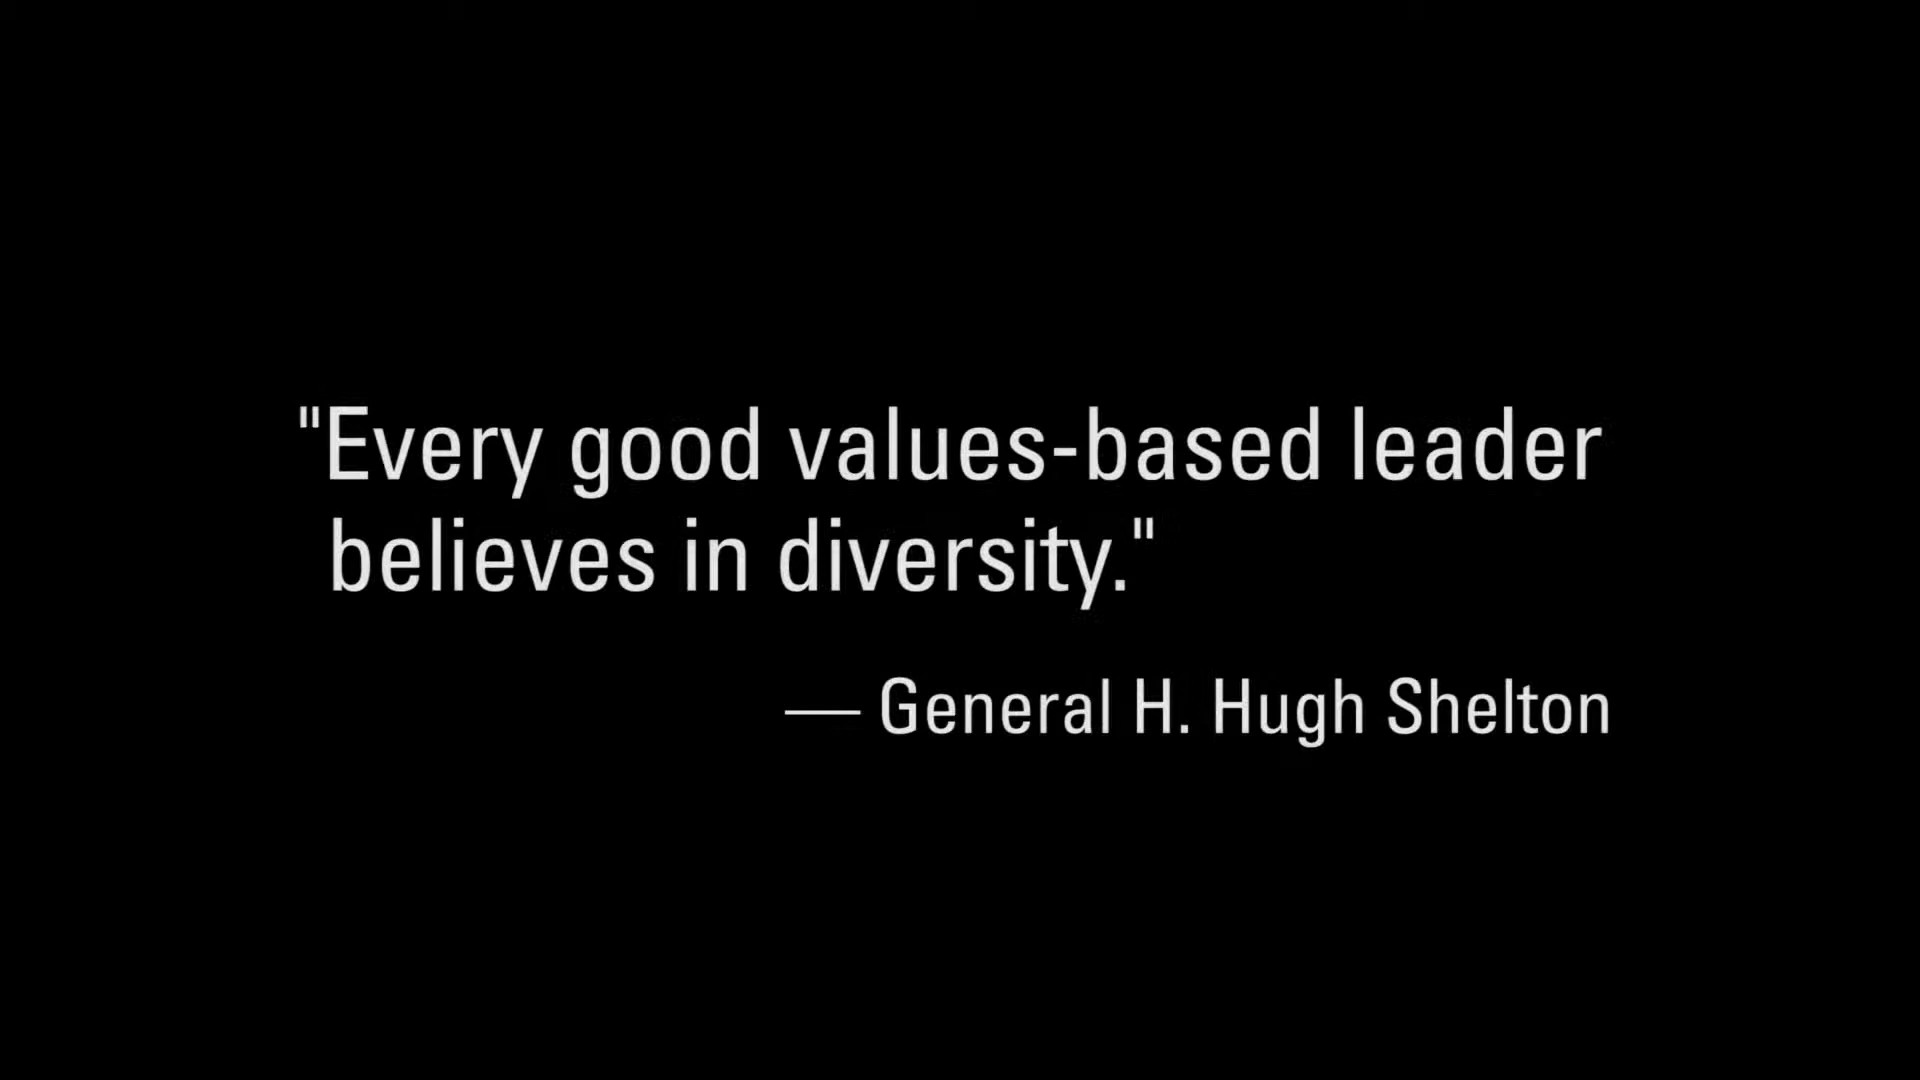 "Every good values-based leader
believes in diversity."
— General H. Hugh Shelton